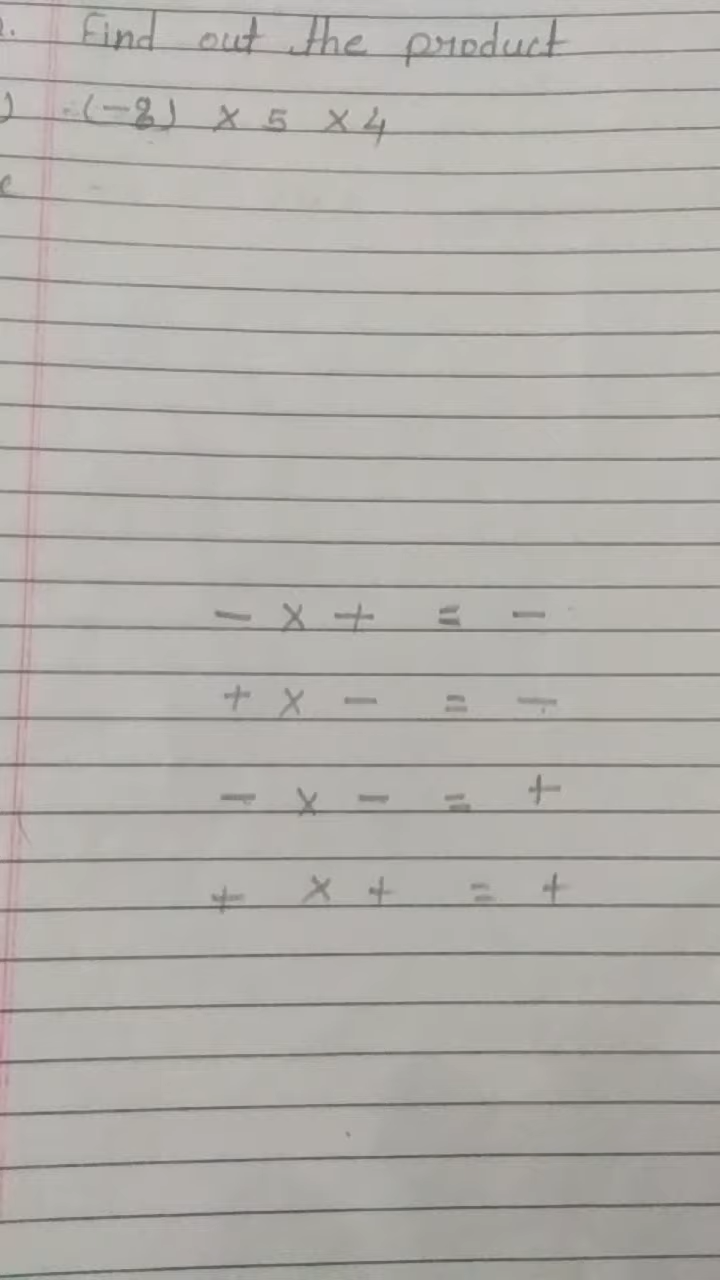 Find out the product
(-8) × 5 × 4
- × + = -
+ × - = -
- × - = +
+ × + = +